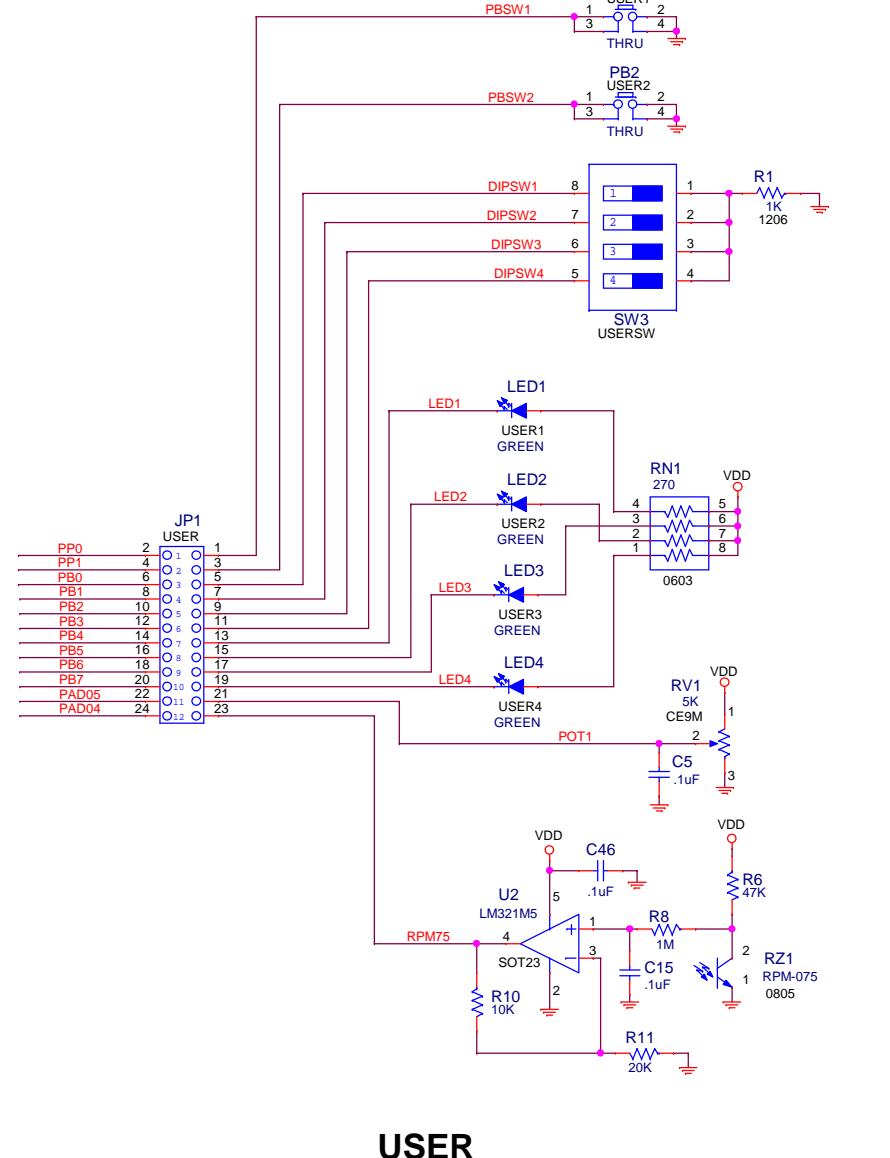 USER1
PBSW1 1 2
3 4
THRU
PB2
USER2
PBSW2 1 2
3 4
THRU
DIPSW1 8 1 1 R1
1K
1206
DIPSW2 7 2 2
DIPSW3 6 3 3
DIPSW4 5 4 4
SW3
USERSW
LED1
LED1
USER1
GREEN
LED2
LED2
USER2
GREEN
RN1
270
VDD
4 5
3 6
2 7
1 8
0603
LED3
LED3
USER3
GREEN
LED4
LED4
USER4
GREEN
JP1
USER
PP0 2 1 1
PP1 4 2 3
PB0 6 3 5
PB1 8 4 7
PB2 10 5 9
PB3 12 6 11
PB4 14 7 13
PB5 16 8 15
PB6 18 9 17
PB7 20 10 19
PAD05 22 11 21
PAD04 24 12 23
VDD
RV1
5K
CE9M
1
POT1 2
3
C5
.1uF
VDD
C46
.1uF
VDD
R6
47K
U2
LM321M5
5
RPM75 4
+ 1
- 3
SOT23
2
R8
1M
C15
.1uF
2
1
RZ1
RPM-075
0805
R10
10K
R11
20K
USER